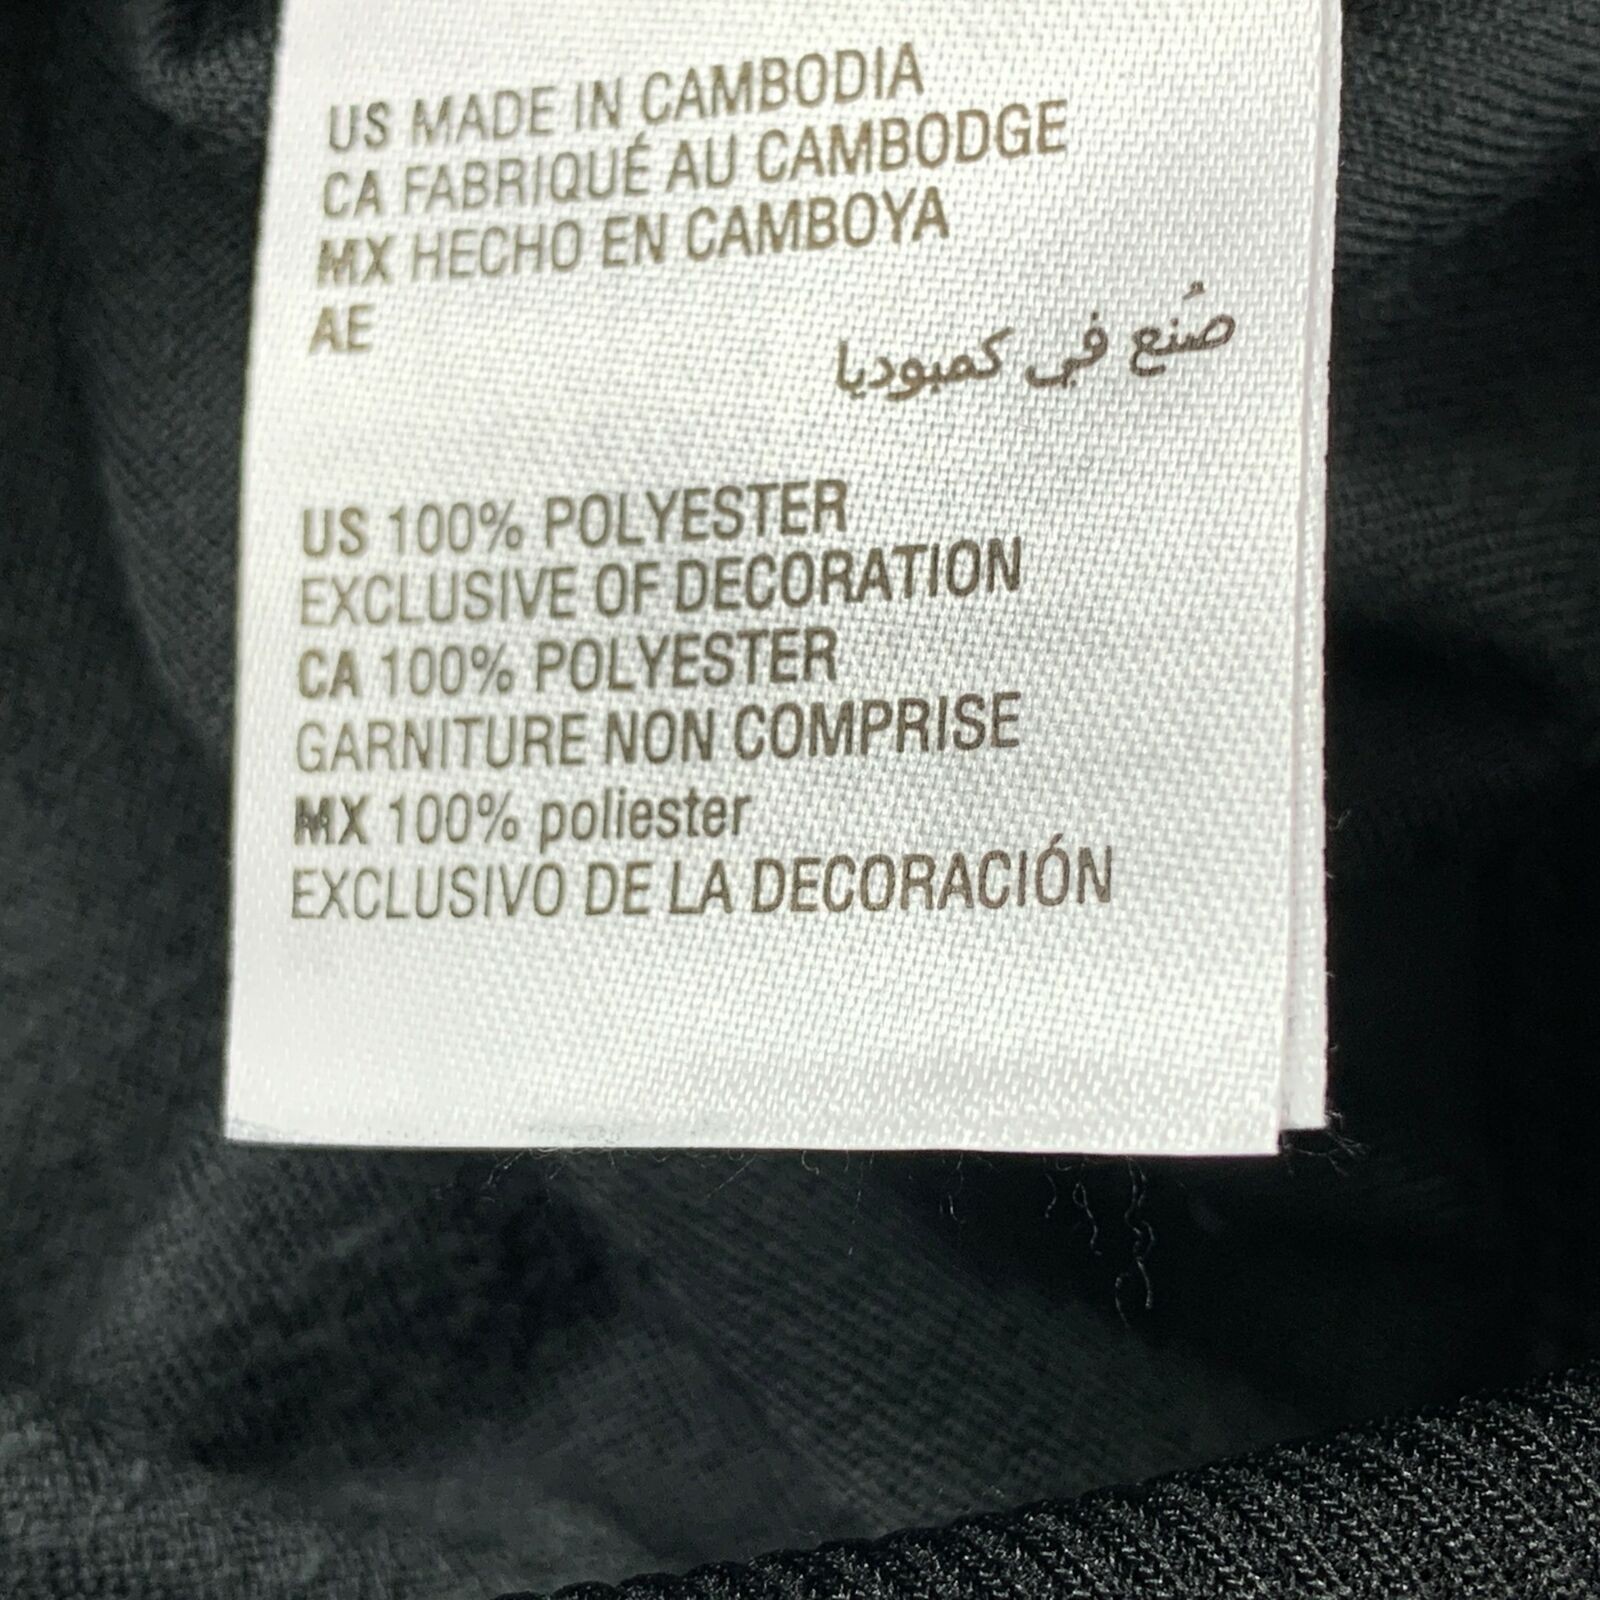 US MADE IN CAMBODIA
CA FABRIQUÉ AU CAMBODGE
MX HECHO EN CAMBOYA
AE
صُنع في كمبوديا
US 100% POLYESTER
EXCLUSIVE OF DECORATION
CA 100% POLYESTER
GARNITURE NON COMPRISE
MX 100% poliester
EXCLUSIVO DE LA DECORACIÓN